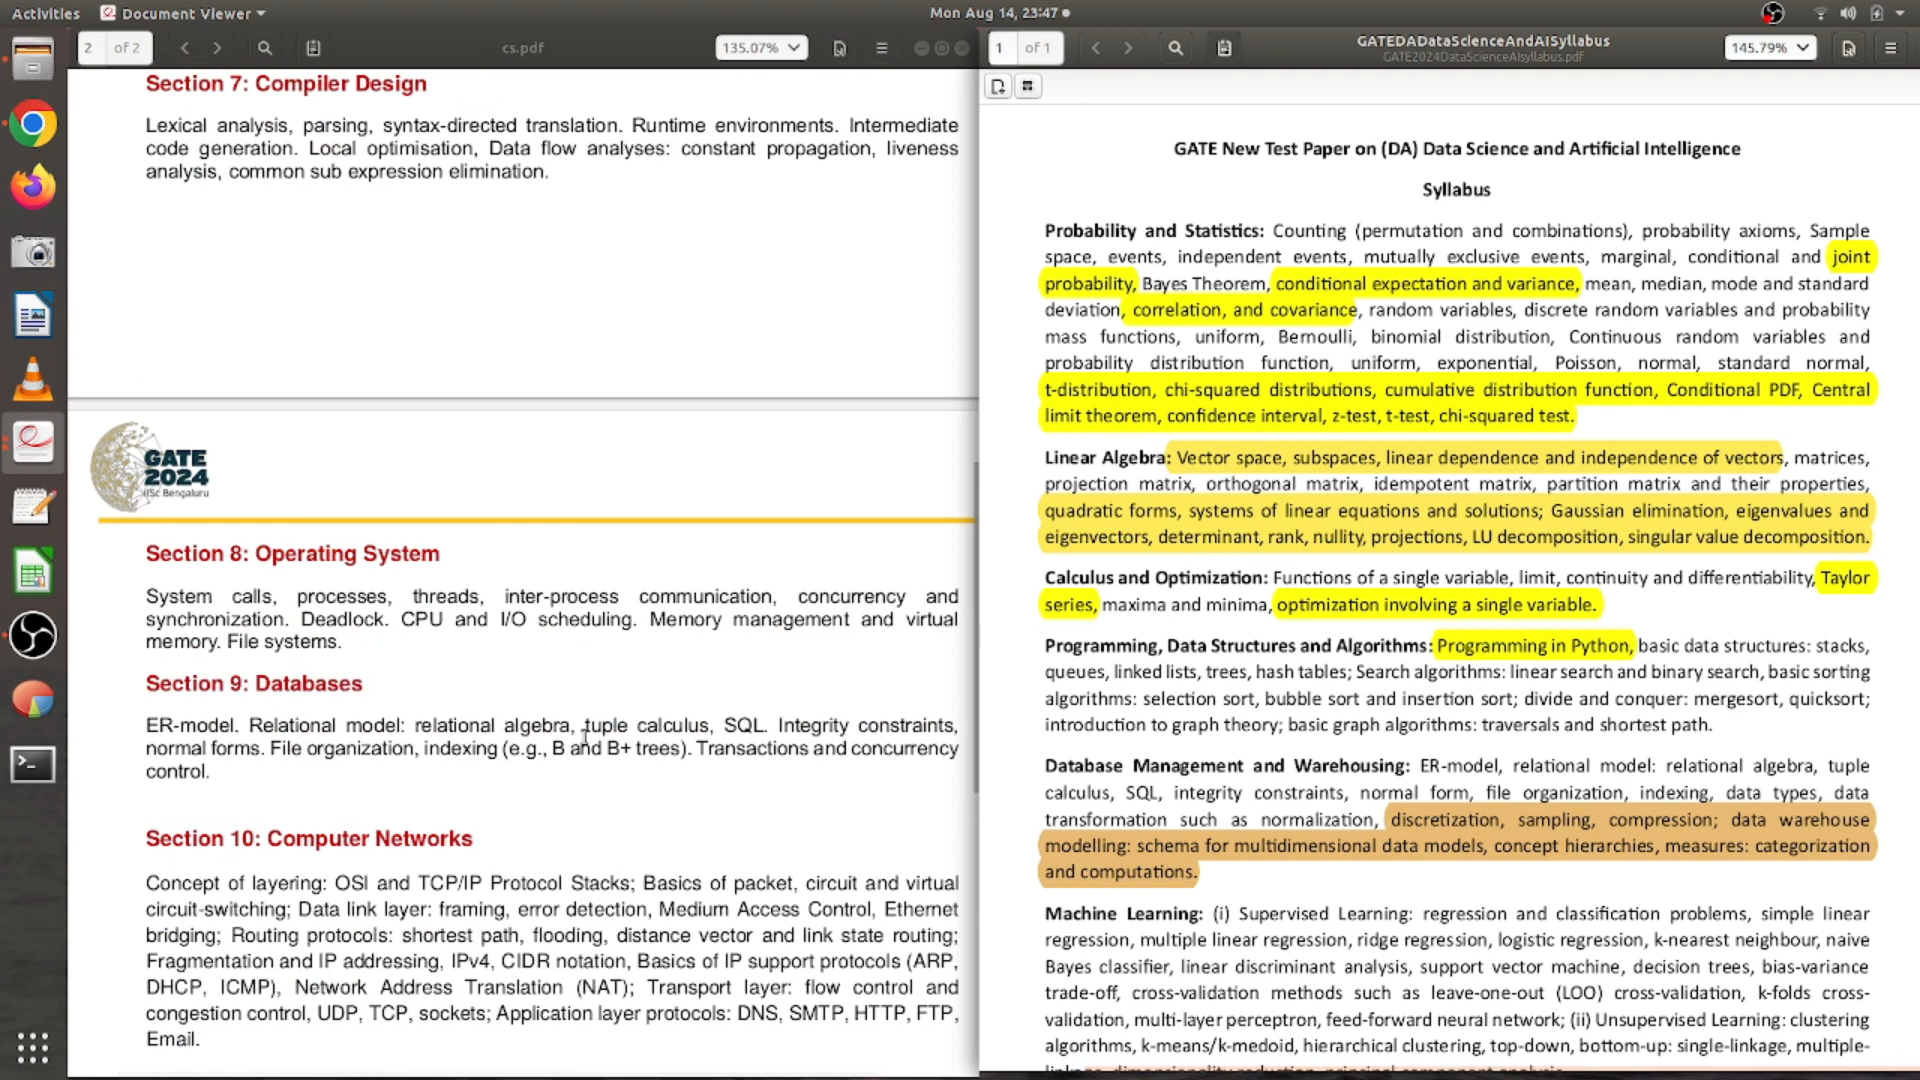 Activities
Document Viewer
Mon Aug 14, 23:47
2 of 2
cs.pdf
135.07%
Section 7: Compiler Design
Lexical analysis, parsing, syntax-directed translation. Runtime environments. Intermediate
code generation. Local optimisation, Data flow analyses: constant propagation, liveness
analysis, common sub expression elimination.
GATE
2024
IISc Bengaluru
Section 8: Operating System
System calls, processes, threads, inter-process communication, concurrency and
synchronization. Deadlock. CPU and I/O scheduling. Memory management and virtual
memory. File systems.
Section 9: Databases
ER-model. Relational model: relational algebra, tuple calculus, SQL. Integrity constraints,
normal forms. File organization, indexing (e.g., B and B+ trees). Transactions and concurrency
control.
Section 10: Computer Networks
Concept of layering: OSI and TCP/IP Protocol Stacks; Basics of packet, circuit and virtual
circuit-switching; Data link layer: framing, error detection, Medium Access Control, Ethernet
bridging; Routing protocols: shortest path, flooding, distance vector and link state routing;
Fragmentation and IP addressing, IPv4, CIDR notation, Basics of IP support protocols (ARP,
DHCP, ICMP), Network Address Translation (NAT); Transport layer: flow control and
congestion control, UDP, TCP, sockets; Application layer protocols: DNS, SMTP, HTTP, FTP,
Email.
1 of 1
GATEDADataScienceAndAISyllabus
GATE2024DataScienceAIsyllabus.pdf
145.79%
GATE New Test Paper on (DA) Data Science and Artificial Intelligence
Syllabus
Probability and Statistics: Counting (permutation and combinations), probability axioms, Sample
space, events, independent events, mutually exclusive events, marginal, conditional and joint
probability, Bayes Theorem, conditional expectation and variance, mean, median, mode and standard
deviation, correlation, and covariance, random variables, discrete random variables and probability
mass functions, uniform, Bernoulli, binomial distribution, Continuous random variables and
probability distribution function, uniform, exponential, Poisson, normal, standard normal,
t-distribution, chi-squared distributions, cumulative distribution function, Conditional PDF, Central
limit theorem, confidence interval, z-test, t-test, chi-squared test.
Linear Algebra: Vector space, subspaces, linear dependence and independence of vectors, matrices,
projection matrix, orthogonal matrix, idempotent matrix, partition matrix and their properties,
quadratic forms, systems of linear equations and solutions; Gaussian elimination, eigenvalues and
eigenvectors, determinant, rank, nullity, projections, LU decomposition, singular value decomposition.
Calculus and Optimization: Functions of a single variable, limit, continuity and differentiability, Taylor
series, maxima and minima, optimization involving a single variable.
Programming, Data Structures and Algorithms: Programming in Python, basic data structures: stacks,
queues, linked lists, trees, hash tables; Search algorithms: linear search and binary search, basic sorting
algorithms: selection sort, bubble sort and insertion sort; divide and conquer: mergesort, quicksort;
introduction to graph theory; basic graph algorithms: traversals and shortest path.
Database Management and Warehousing: ER-model, relational model: relational algebra, tuple
calculus, SQL, integrity constraints, normal form, file organization, indexing, data types, data
transformation such as normalization, discretization, sampling, compression; data warehouse
modelling: schema for multidimensional data models, concept hierarchies, measures: categorization
and computations.
Machine Learning: (i) Supervised Learning: regression and classification problems, simple linear
regression, multiple linear regression, ridge regression, logistic regression, k-nearest neighbour, naive
Bayes classifier, linear discriminant analysis, support vector machine, decision trees, bias-variance
trade-off, cross-validation methods such as leave-one-out (LOO) cross-validation, k-folds cross-
validation, multi-layer perceptron, feed-forward neural network; (ii) Unsupervised Learning: clustering
algorithms, k-means/k-medoid, hierarchical clustering, top-down, bottom-up: single-linkage, multiple-